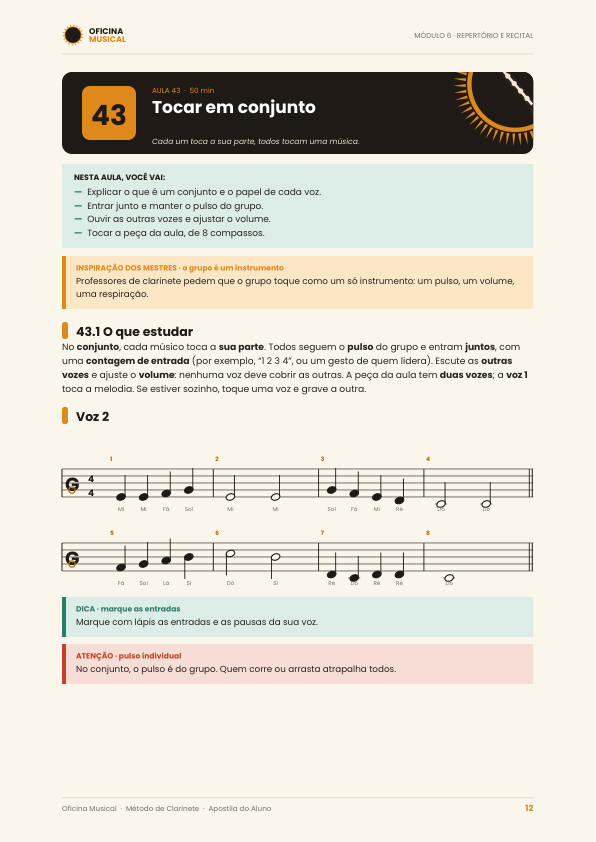 OFICINA
MUSICAL
MÓDULO 6 · REPERTÓRIO E RECITAL
43
AULA 43 · 50 min
Tocar em conjunto
Cada um toca a sua parte, todos tocam uma música.
NESTA AULA, VOCÊ VAI:
— Explicar o que é um conjunto e o papel de cada voz.
— Entrar junto e manter o pulso do grupo.
— Ouvir as outras vozes e ajustar o volume.
— Tocar a peça da aula, de 8 compassos.
INSPIRAÇÃO DOS MESTRES · o grupo é um instrumento
Professores de clarinete pedem que o grupo toque como um só instrumento: um pulso, um volume,
uma respiração.
43.1 O que estudar
No conjunto, cada músico toca a sua parte. Todos seguem o pulso do grupo e entram juntos, com
uma contagem de entrada (por exemplo, “1 2 3 4”, ou um gesto de quem lidera). Escute as outras
vozes e ajuste o volume: nenhuma voz deve cobrir as outras. A peça da aula tem duas vozes; a voz 1
toca a melodia. Se estiver sozinho, toque uma voz e grave a outra.
Voz 2
1 2 3 4
G 4 4
Mi Mi Fá Sol Mi Mi Sol Fá Mi Ré Dó Dó
5 6 7 8
G
Fá Sol Lá Si Dó Si Ré Dó Ré Ré Dó
DICA · marque as entradas
Marque com lápis as entradas e as pausas da sua voz.
ATENÇÃO · pulso individual
No conjunto, o pulso é do grupo. Quem corre ou arrasta atrapalha todos.
Oficina Musical · Método de Clarinete · Apostila do Aluno
12